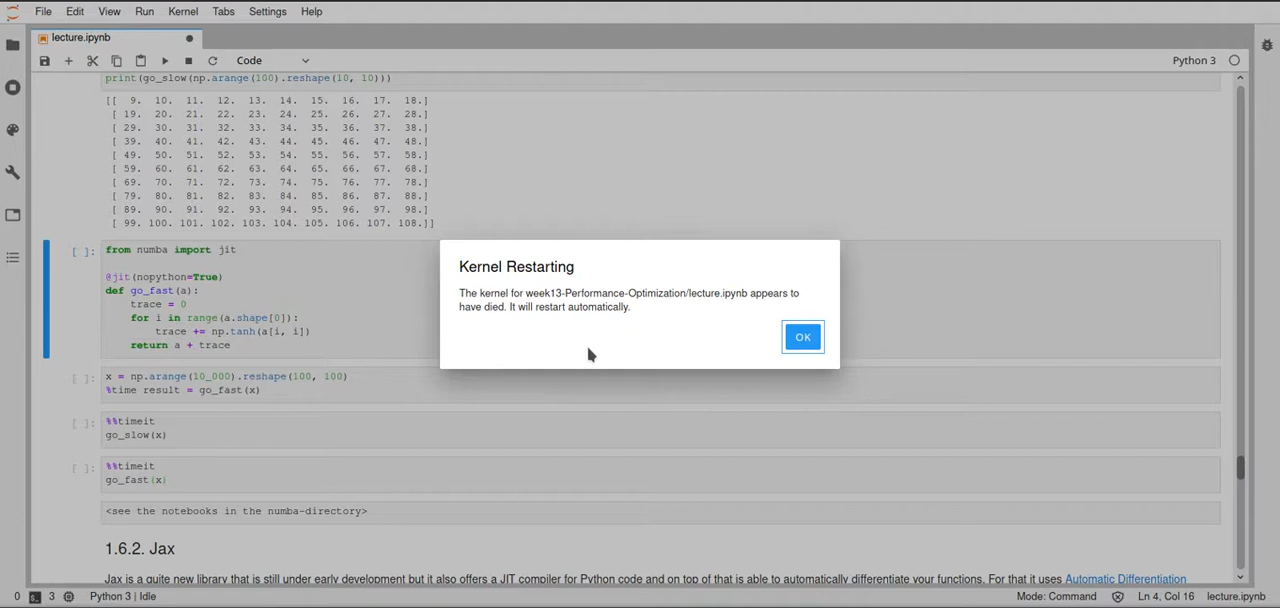 File Edit View Run Kernel Tabs Settings Help
lecture.ipynb
Code
Python 3
print(go_slow(np.arange(100).reshape(10, 10)))
[[ 9. 10. 11. 12. 13. 14. 15. 16. 17. 18.]
[ 19. 20. 21. 22. 23. 24. 25. 26. 27. 28.]
[ 29. 30. 31. 32. 33. 34. 35. 36. 37. 38.]
[ 39. 40. 41. 42. 43. 44. 45. 46. 47. 48.]
[ 49. 50. 51. 52. 53. 54. 55. 56. 57. 58.]
[ 59. 60. 61. 62. 63. 64. 65. 66. 67. 68.]
[ 69. 70. 71. 72. 73. 74. 75. 76. 77. 78.]
[ 79. 80. 81. 82. 83. 84. 85. 86. 87. 88.]
[ 89. 90. 91. 92. 93. 94. 95. 96. 97. 98.]
[ 99. 100. 101. 102. 103. 104. 105. 106. 107. 108.]]
[ ]: from numba import jit
@jit(nopython=True)
def go_fast(a):
trace = 0
for i in range(a.shape[0]):
trace += np.tanh(a[i, i])
return a + trace
Kernel Restarting
The kernel for week13-Performance-Optimization/lecture.ipynb appears to
have died. It will restart automatically.
OK
[ ]: x = np.arange(10_000).reshape(100, 100)
%time result = go_fast(x)
[ ]: %%timeit
go_slow(x)
[ ]: %%timeit
go_fast(x)
<see the notebooks in the numba-directory>
1.6.2. Jax
Jax is a quite new library that is still under early development but it also offers a JIT compiler for Python code and on top of that is able to automatically differentiate your functions. For that it uses Automatic Differentiation
0 3 Python 3 | Idle Mode: Command Ln 4, Col 16 lecture.ipynb